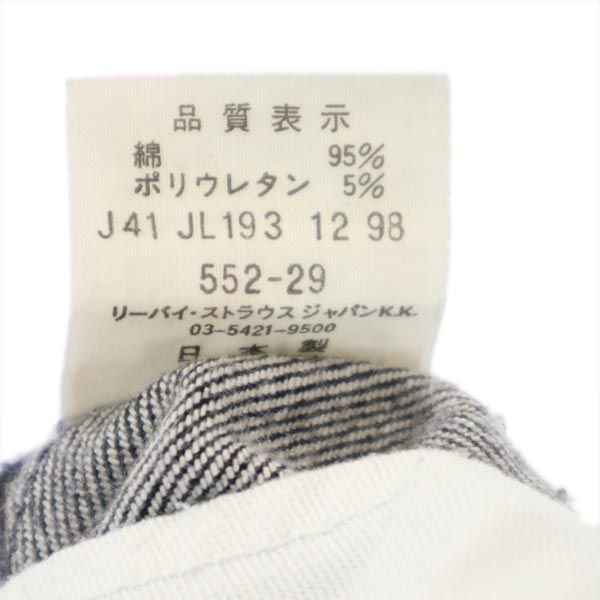 品質表示
綿 95%
ポリウレタン 5%
J41 JL193 12 98
552-29
リーバイ・ストラウス ジャパンK.K.
03-5421-9500
日本製